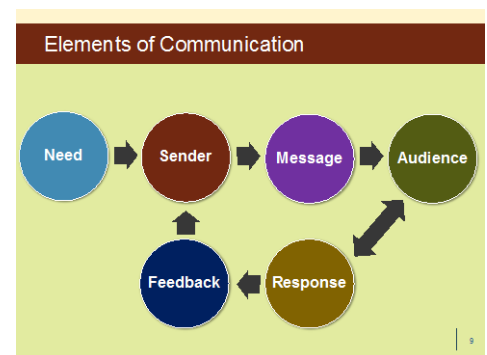 Elements of Communication
Need
Sender
Message
Audience
Feedback
Response
9